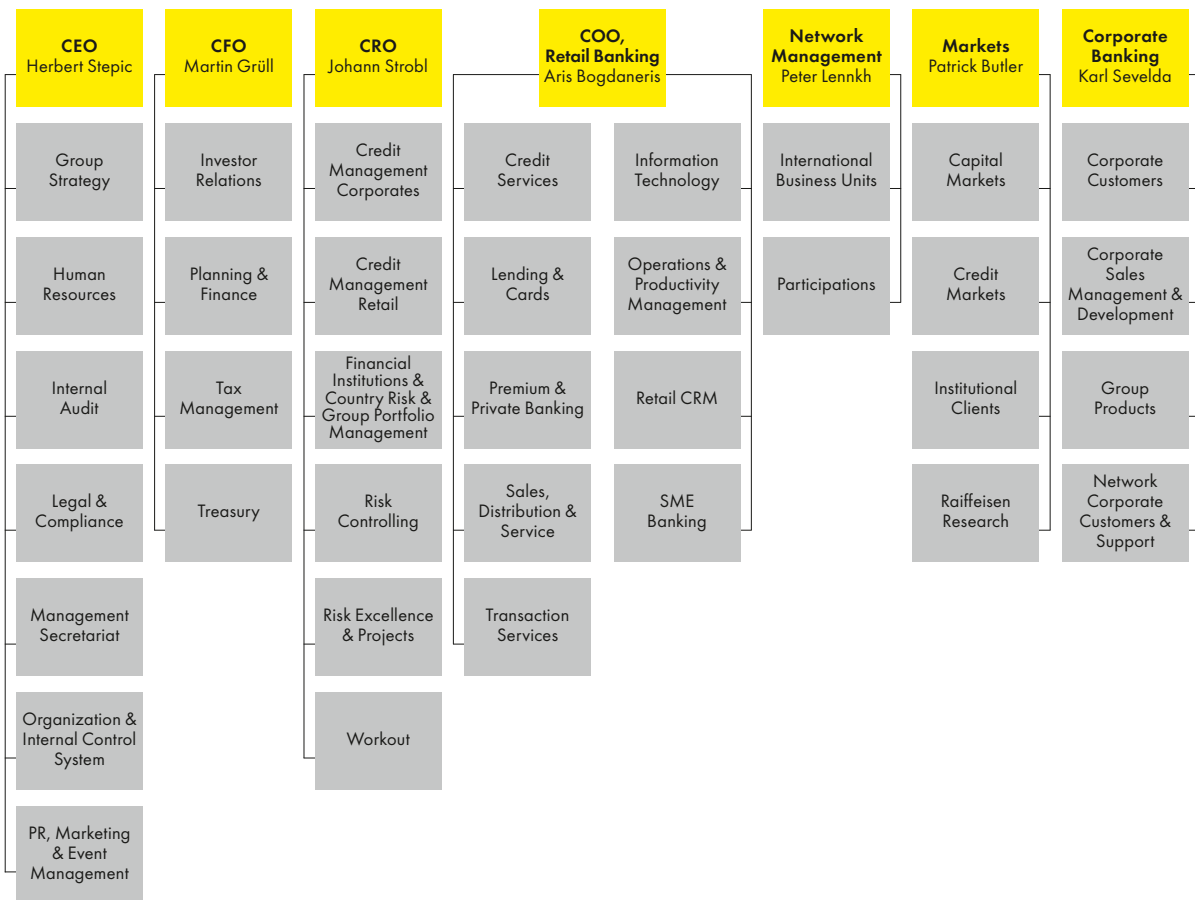 CEO
Herbert Stepic
Group
Strategy
Human
Resources
Internal
Audit
Legal &
Compliance
Management
Secretariat
Organization &
Internal Control
System
PR, Marketing
& Event
Management
CFO
Martin Grüll
Investor
Relations
Planning &
Finance
Tax
Management
Treasury
CRO
Johann Strobl
Credit
Management
Corporates
Credit
Management
Retail
Financial
Institutions &
Country Risk &
Group Portfolio
Management
Risk
Controlling
Risk Excellence
& Projects
Workout
COO,
Retail Banking
Aris Bogdaneris
Credit
Services
Lending &
Cards
Premium &
Private Banking
Sales,
Distribution &
Service
Transaction
Services
Information
Technology
Operations &
Productivity
Management
Retail CRM
SME
Banking
Network
Management
Peter Lennkh
International
Business Units
Participations
Markets
Patrick Butler
Capital
Markets
Credit
Markets
Institutional
Clients
Raiffeisen
Research
Corporate
Banking
Karl Sevelda
Corporate
Customers
Corporate
Sales
Management &
Development
Group
Products
Network
Corporate
Customers &
Support